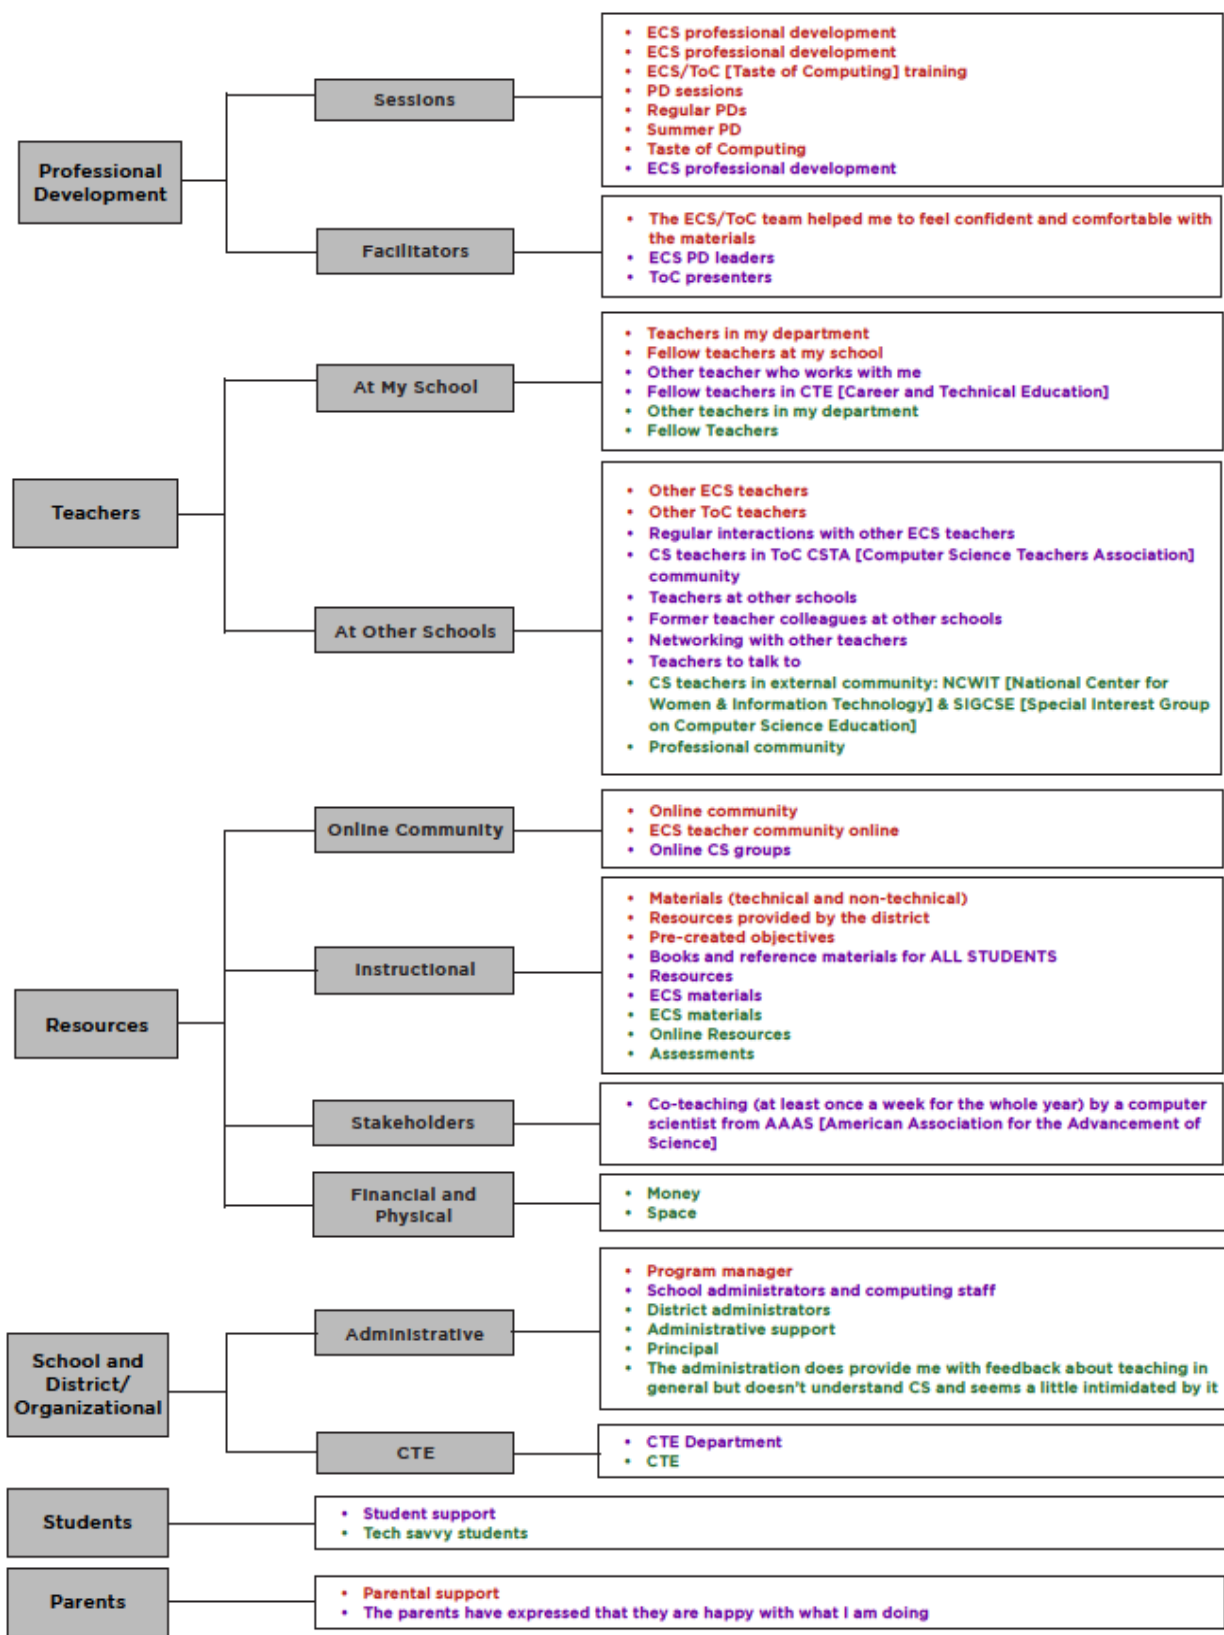 Professional
Development
Sessions
• ECS professional development
• ECS professional development
• ECS/ToC [Taste of Computing] training
• PD sessions
• Regular PDs
• Summer PD
• Taste of Computing
• ECS professional development
Facilitators
• The ECS/ToC team helped me to feel confident and comfortable with
the materials
• ECS PD leaders
• ToC presenters
Teachers
At My School
• Teachers in my department
• Fellow teachers at my school
• Other teacher who works with me
• Fellow teachers in CTE [Career and Technical Education]
• Other teachers in my department
• Fellow Teachers
At Other Schools
• Other ECS teachers
• Other ToC teachers
• Regular interactions with other ECS teachers
• CS teachers in ToC CSTA [Computer Science Teachers Association]
community
• Teachers at other schools
• Former teacher colleagues at other schools
• Networking with other teachers
• Teachers to talk to
• CS teachers in external community: NCWIT [National Center for
Women & Information Technology] & SIGCSE [Special Interest Group
on Computer Science Education]
• Professional community
Resources
Online Community
• Online community
• ECS teacher community online
• Online CS groups
Instructional
• Materials (technical and non-technical)
• Resources provided by the district
• Pre-created objectives
• Books and reference materials for ALL STUDENTS
• Resources
• ECS materials
• ECS materials
• Online Resources
• Assessments
Stakeholders
• Co-teaching (at least once a week for the whole year) by a computer
scientist from AAAS [American Association for the Advancement of
Science]
Financial and
Physical
• Money
• Space
School and
District/
Organizational
Administrative
• Program manager
• School administrators and computing staff
• District administrators
• Administrative support
• Principal
• The administration does provide me with feedback about teaching in
general but doesn't understand CS and seems a little intimidated by it
CTE
• CTE Department
• CTE
Students
• Student support
• Tech savvy students
Parents
• Parental support
• The parents have expressed that they are happy with what I am doing